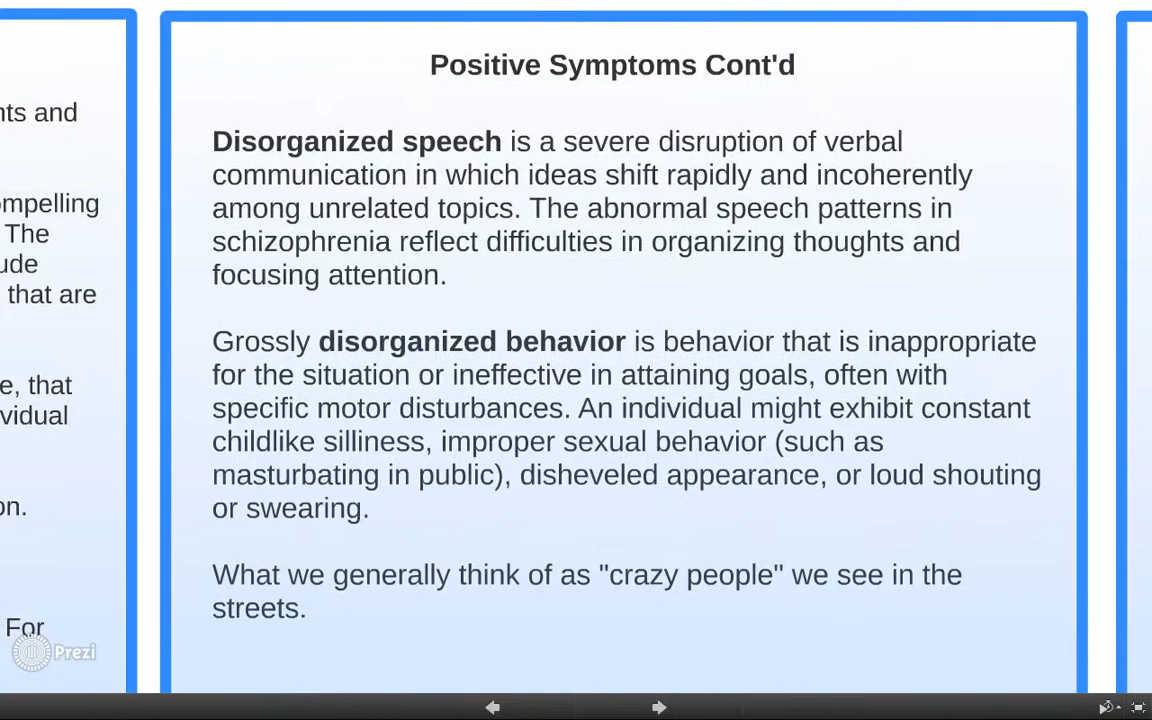 nts and
ompelling
The
ude
that are
e, that
vidual
on.
For
Prezi
Positive Symptoms Cont'd
Disorganized speech is a severe disruption of verbal
communication in which ideas shift rapidly and incoherently
among unrelated topics. The abnormal speech patterns in
schizophrenia reflect difficulties in organizing thoughts and
focusing attention.
Grossly disorganized behavior is behavior that is inappropriate
for the situation or ineffective in attaining goals, often with
specific motor disturbances. An individual might exhibit constant
childlike silliness, improper sexual behavior (such as
masturbating in public), disheveled appearance, or loud shouting
or swearing.
What we generally think of as "crazy people" we see in the
streets.